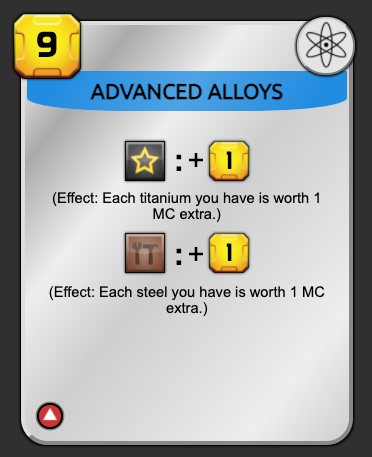 9
ADVANCED ALLOYS
: + 1
(Effect: Each titanium you have is worth 1
MC extra.)
: + 1
(Effect: Each steel you have is worth 1 MC
extra.)